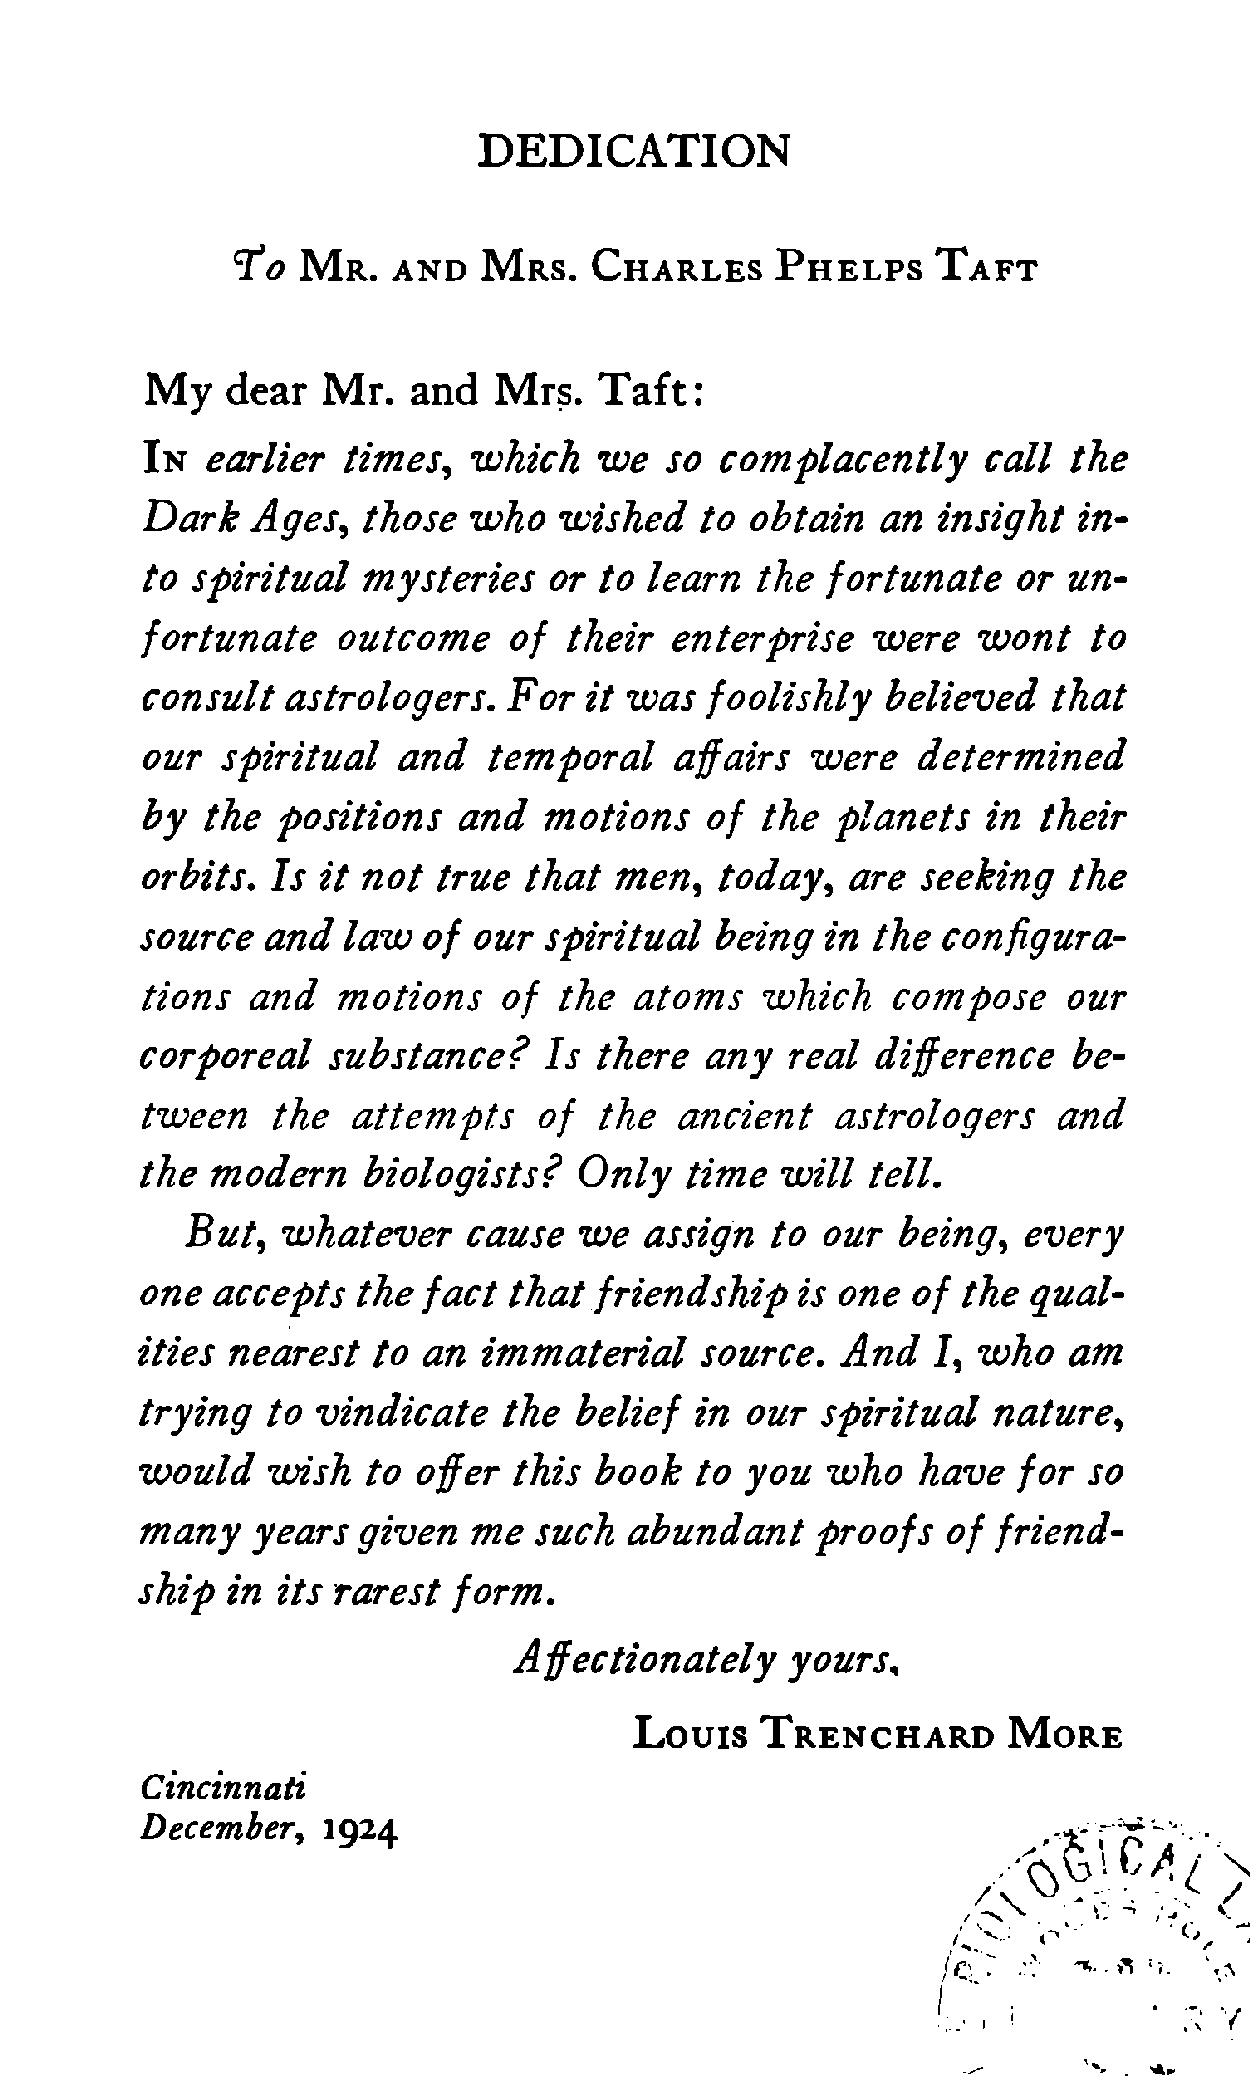 DEDICATION
To MR. AND MRS. CHARLES PHELPS TAFT
My dear Mr. and Mrs. Taft:
IN earlier times, which we so complacently call the
Dark Ages, those who wished to obtain an insight in-
to spiritual mysteries or to learn the fortunate or un-
fortunate outcome of their enterprise were wont to
consult astrologers. For it was foolishly believed that
our spiritual and temporal affairs were determined
by the positions and motions of the planets in their
orbits. Is it not true that men, today, are seeking the
source and law of our spiritual being in the configura-
tions and motions of the atoms which compose our
corporeal substance? Is there any real difference be-
tween the attempts of the ancient astrologers and
the modern biologists? Only time will tell.
But, whatever cause we assign to our being, every
one accepts the fact that friendship is one of the qual-
ities nearest to an immaterial source. And I, who am
trying to vindicate the belief in our spiritual nature,
would wish to offer this book to you who have for so
many years given me such abundant proofs of friend-
ship in its rarest form.
Affectionately yours,
LOUIS TRENCHARD MORE
Cincinnati
December, 1924
BIOLOGICAL LA